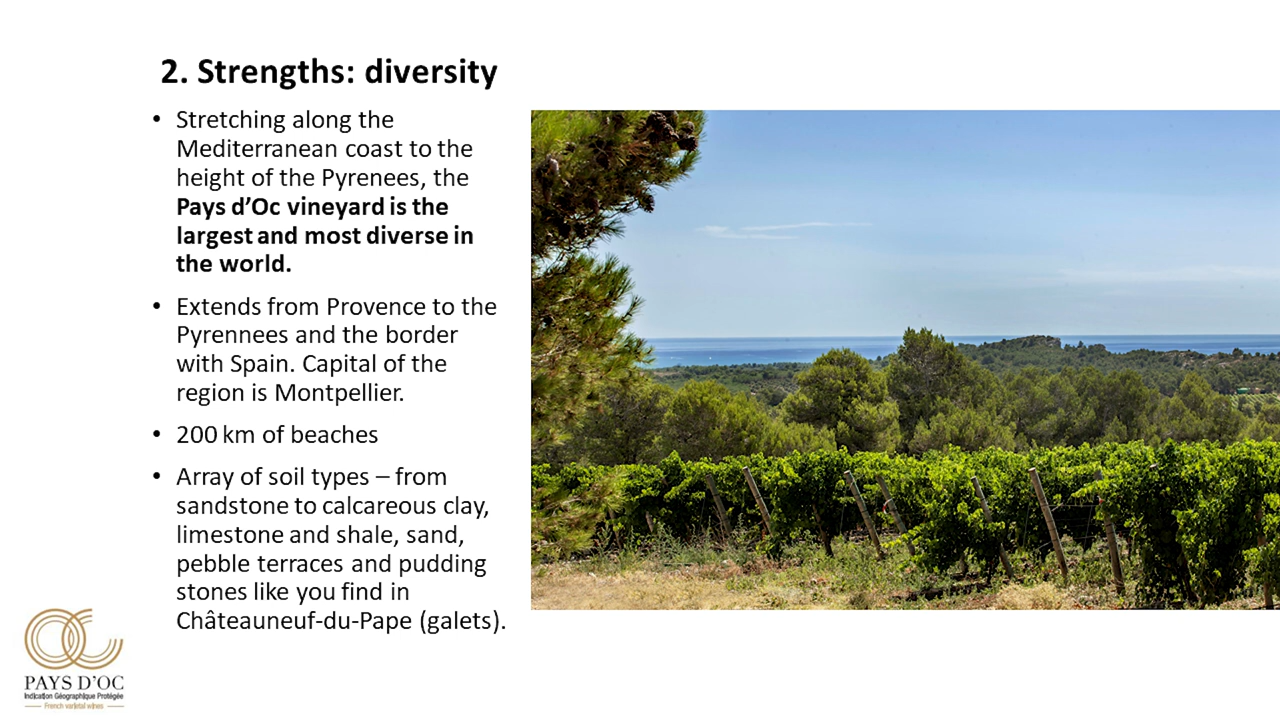 2. Strengths: diversity
• Stretching along the
Mediterranean coast to the
height of the Pyrenees, the
Pays d’Oc vineyard is the
largest and most diverse in
the world.
• Extends from Provence to the
Pyrennees and the border
with Spain. Capital of the
region is Montpellier.
• 200 km of beaches
• Array of soil types – from
sandstone to calcareous clay,
limestone and shale, sand,
pebble terraces and pudding
stones like you find in
Châteauneuf-du-Pape (galets).
PAYS D’OC
Indication Géographique Protégée
French varietal wines